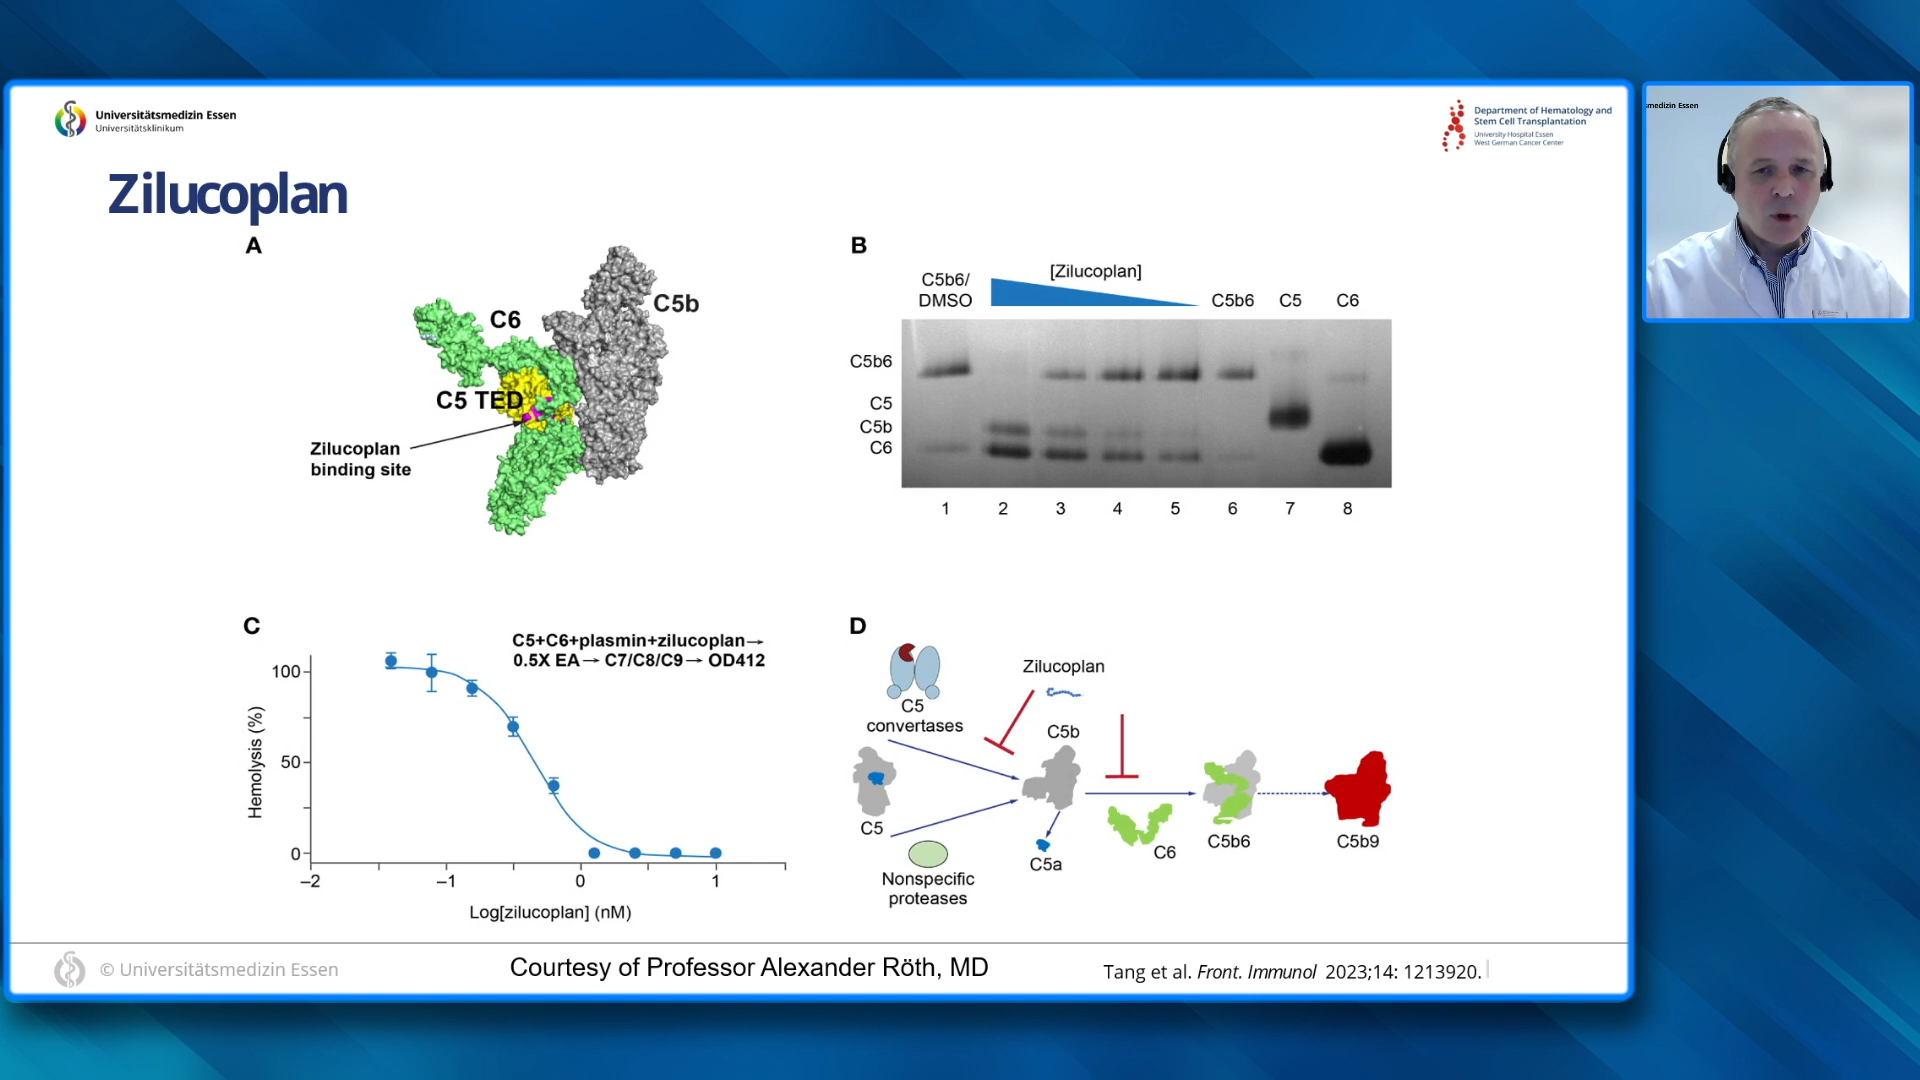 Universitätsmedizin Essen
Universitätsklinikum
Department of Hematology and
Stem Cell Transplantation
University Hospital Essen
West German Cancer Center
smedizin Essen
Zilucoplan
A
C6
C5b
C5 TED
Zilucoplan
binding site
B
C5b6/
DMSO
[Zilucoplan]
C5b6
C5
C6
C5b6
C5
C5b
C6
1 2 3 4 5 6 7 8
C
C5+C6+plasmin+zilucoplan→
0.5X EA→ C7/C8/C9→ OD412
Hemolysis (%)
100
50
0
–2 –1 0 1
Log[zilucoplan] (nM)
D
Zilucoplan
C5
convertases
C5b
C5
C5a
C6
C5b6
C5b9
Nonspecific
proteases
© Universitätsmedizin Essen
Courtesy of Professor Alexander Röth, MD
Tang et al. Front. Immunol 2023;14: 1213920.